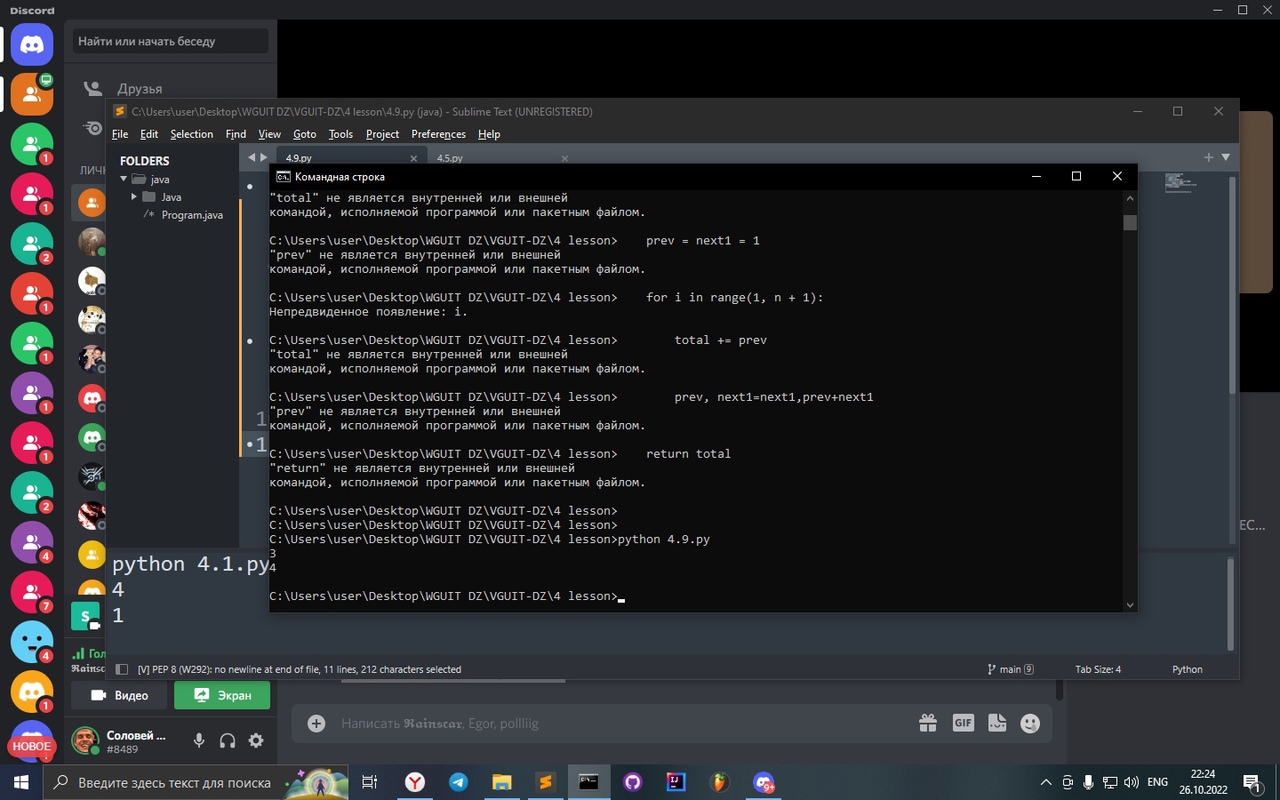 Discord
Найти или начать беседу
Друзья
C:\Users\user\Desktop\WGUIT DZ\VGUIT-DZ\4 lesson\4.9.py (java) - Sublime Text (UNREGISTERED)
File Edit Selection Find View Goto Tools Project Preferences Help
FOLDERS
java
Java
Program.java
4.9.py
4.5.py
Командная строка
"total" не является внутренней или внешней
командой, исполняемой программой или пакетным файлом.
C:\Users\user\Desktop\WGUIT DZ\VGUIT-DZ\4 lesson>    prev = next1 = 1
"prev" не является внутренней или внешней
командой, исполняемой программой или пакетным файлом.
C:\Users\user\Desktop\WGUIT DZ\VGUIT-DZ\4 lesson>    for i in range(1, n + 1):
Непредвиденное появление: i.
C:\Users\user\Desktop\WGUIT DZ\VGUIT-DZ\4 lesson>        total += prev
"total" не является внутренней или внешней
командой, исполняемой программой или пакетным файлом.
C:\Users\user\Desktop\WGUIT DZ\VGUIT-DZ\4 lesson>        prev, next1=next1,prev+next1
"prev" не является внутренней или внешней
командой, исполняемой программой или пакетным файлом.
C:\Users\user\Desktop\WGUIT DZ\VGUIT-DZ\4 lesson>    return total
"return" не является внутренней или внешней
командой, исполняемой программой или пакетным файлом.
C:\Users\user\Desktop\WGUIT DZ\VGUIT-DZ\4 lesson>
C:\Users\user\Desktop\WGUIT DZ\VGUIT-DZ\4 lesson>
C:\Users\user\Desktop\WGUIT DZ\VGUIT-DZ\4 lesson>python 4.9.py
3
4
C:\Users\user\Desktop\WGUIT DZ\VGUIT-DZ\4 lesson>
python 4.1.py
4
1
[V] PEP 8 (W292): no newline at end of file, 11 lines, 212 characters selected
main 9
Tab Size: 4
Python
Видео
Экран
Написать 𝕽𝖆𝖎𝖓𝖘𝖈𝖆𝖗, Egor, pollliig
GIF
НОВОЕ
Соловей ...
#8489
Введите здесь текст для поиска
ENG
22:24
26.10.2022